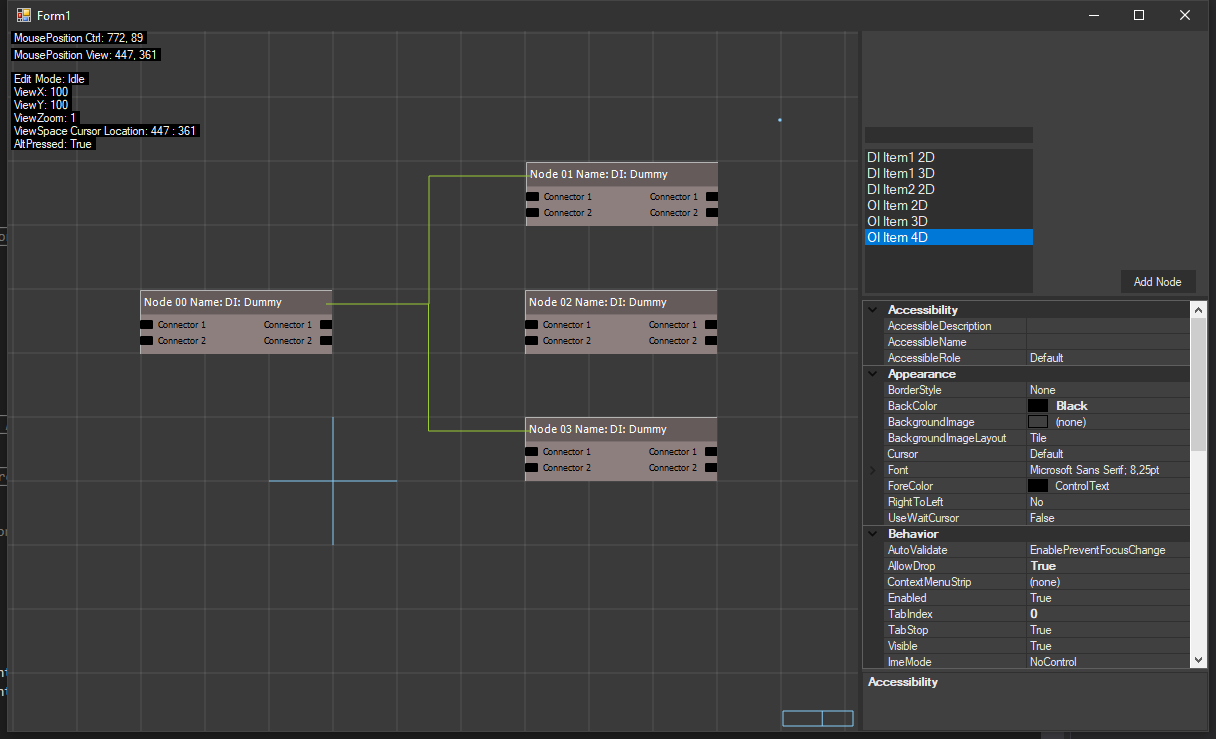 Form1
MousePosition Ctrl: 772, 89
MousePosition View: 447, 361
Edit Mode: Idle
ViewX: 100
ViewY: 100
ViewZoom: 1
ViewSpace Cursor Location: 447 : 361
AltPressed: True
Node 01 Name: DI: Dummy
Connector 1 Connector 1
Connector 2 Connector 2
Node 00 Name: DI: Dummy
Connector 1 Connector 1
Connector 2 Connector 2
Node 02 Name: DI: Dummy
Connector 1 Connector 1
Connector 2 Connector 2
Node 03 Name: DI: Dummy
Connector 1 Connector 1
Connector 2 Connector 2
DI Item1 2D
DI Item1 3D
DI Item2 2D
OI Item 2D
OI Item 3D
OI Item 4D
Add Node
Accessibility
AccessibleDescription
AccessibleName
AccessibleRole Default
Appearance
BorderStyle None
BackColor Black
BackgroundImage (none)
BackgroundImageLayout Tile
Cursor Default
Font Microsoft Sans Serif; 8,25pt
ForeColor ControlText
RightToLeft No
UseWaitCursor False
Behavior
AutoValidate EnablePreventFocusChange
AllowDrop True
ContextMenuStrip (none)
Enabled True
TabIndex 0
TabStop True
Visible True
ImeMode NoControl
Accessibility